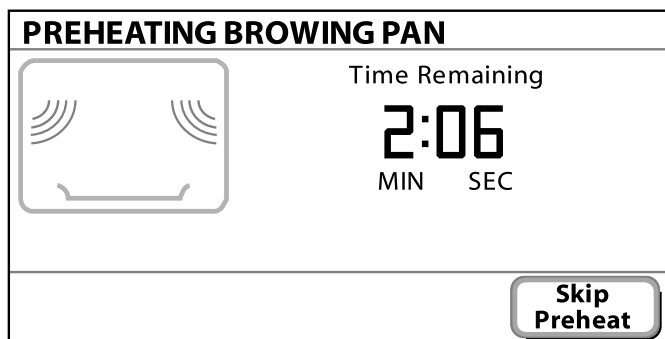 PREHEATING BROWING PAN
Time Remaining
2:06
MIN SEC
Skip
Preheat